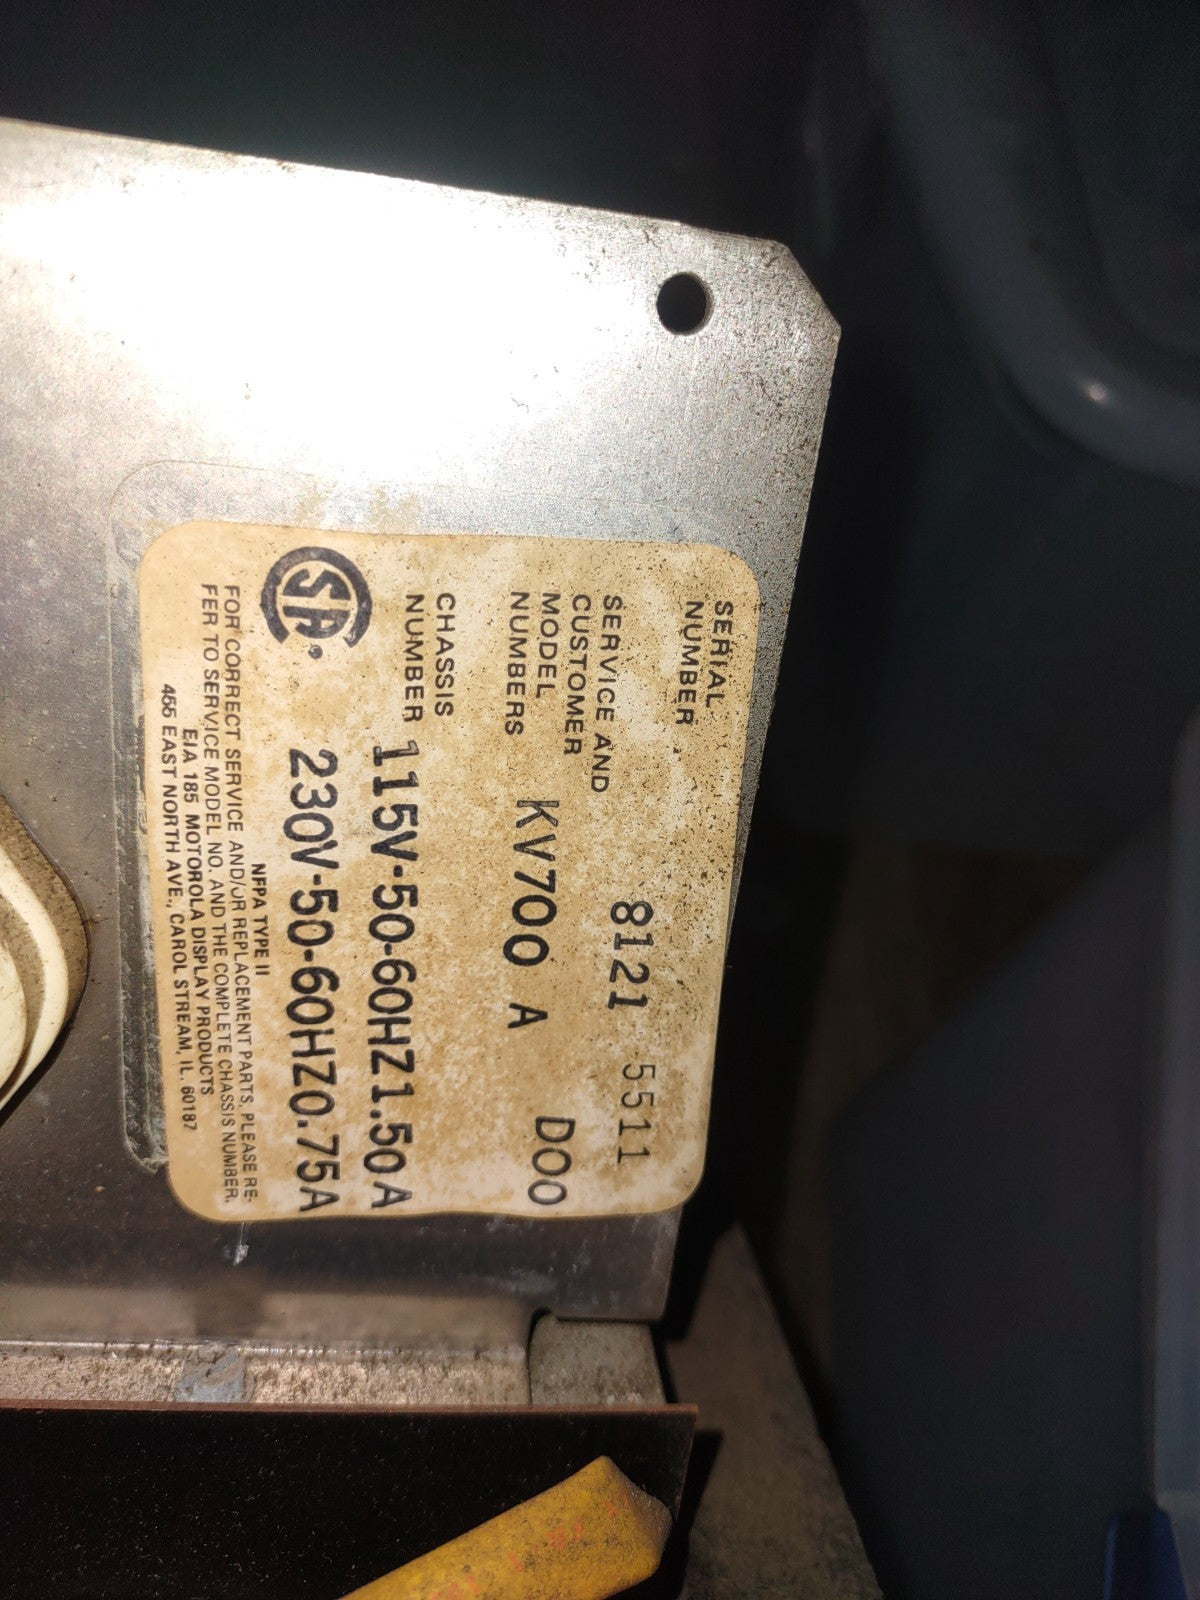 SERIAL
NUMBER
8121 5511
SERVICE AND
CUSTOMER
MODEL
NUMBERS
KV700 A D00
CHASSIS
NUMBER
115V-50-60HZ1.50A
230V-50-60HZ0.75A
SA
NFPA TYPE II
FOR CORRECT SERVICE AND/OR REPLACEMENT PARTS, PLEASE RE-
FER TO SERVICE MODEL NO. AND THE COMPLETE CHASSIS NUMBER.
EIA 185 MOTOROLA DISPLAY PRODUCTS
455 EAST NORTH AVE., CAROL STREAM, IL. 60187